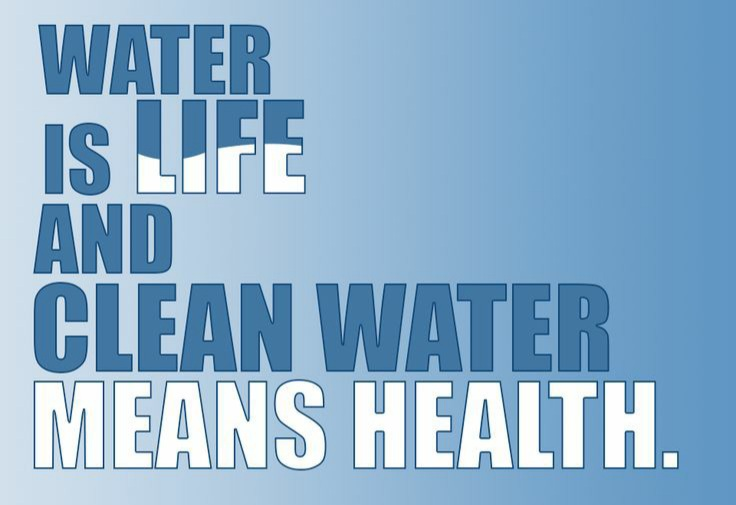 WATER
IS LIFE
AND
CLEAN WATER
MEANS HEALTH.